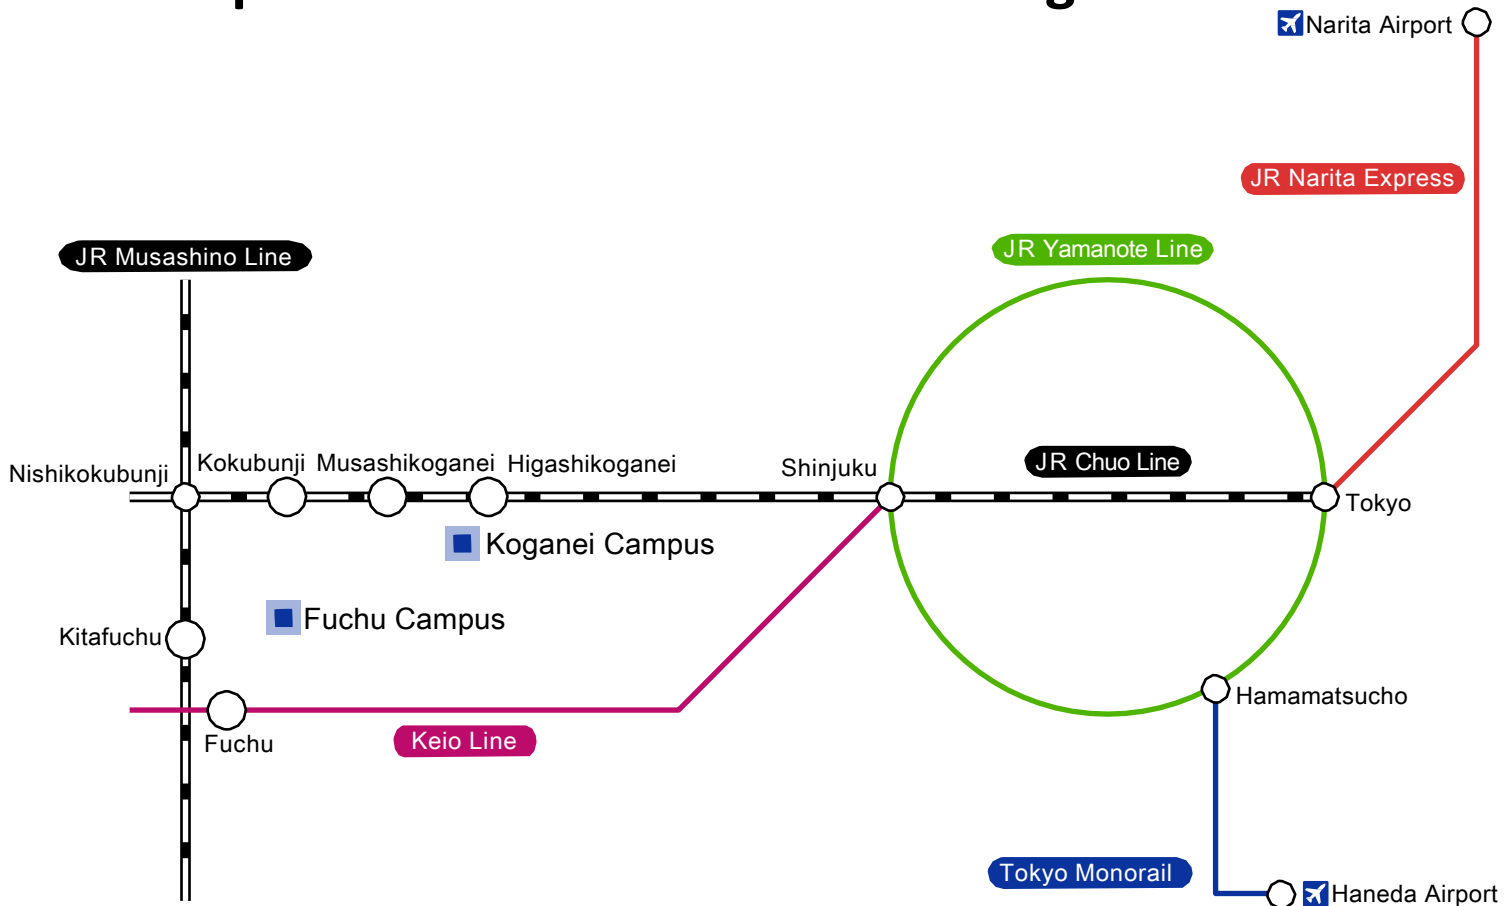 Narita Airport
JR Narita Express
JR Musashino Line
JR Yamanote Line
Nishikokubunji
Kokubunji
Musashikoganei
Higashikoganei
Shinjuku
JR Chuo Line
Tokyo
Koganei Campus
Fuchu Campus
Kitafuchu
Hamamatsucho
Fuchu
Keio Line
Tokyo Monorail
Haneda Airport